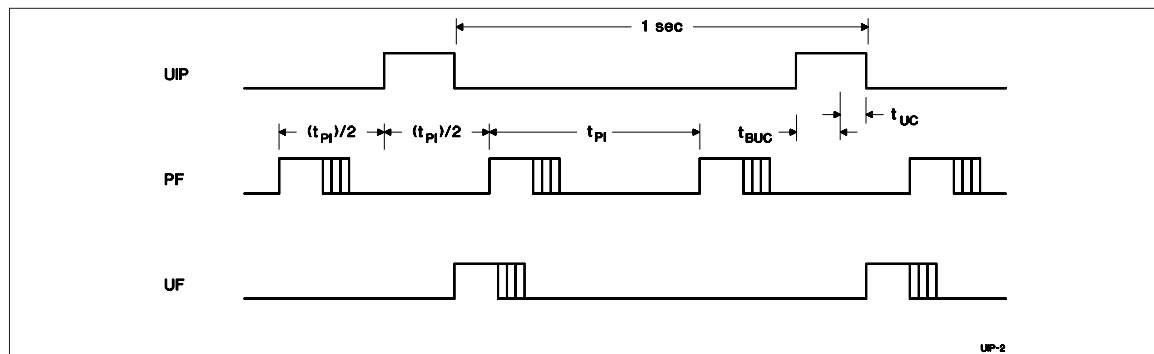 1 sec
UIP
(tPI)/2 (tPI)/2 tPI tBUC tUC
PF
UF
UIP-2